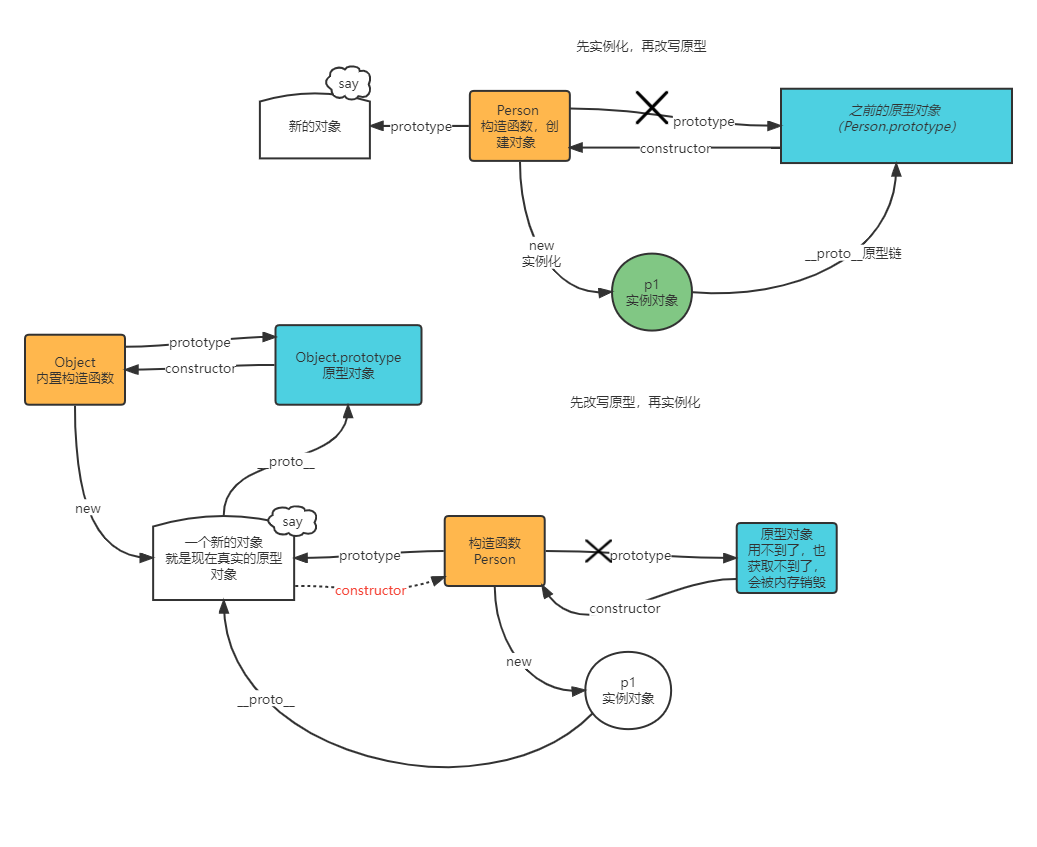 先实例化，再改写原型
say
新的对象
prototype
Person
构造函数，创
建对象
prototype
constructor
之前的原型对象
（Person.prototype）
new
实例化
p1
实例对象
__proto__原型链
Object
内置构造函数
prototype
constructor
Object.prototype
原型对象
先改写原型，再实例化
__proto__
new
say
一个新的对象
就是现在真实的原型
对象
prototype
constructor
构造函数
Person
prototype
constructor
原型对象
用不到了，也
获取不到了，
会被内存销毁
new
p1
实例对象
__proto__